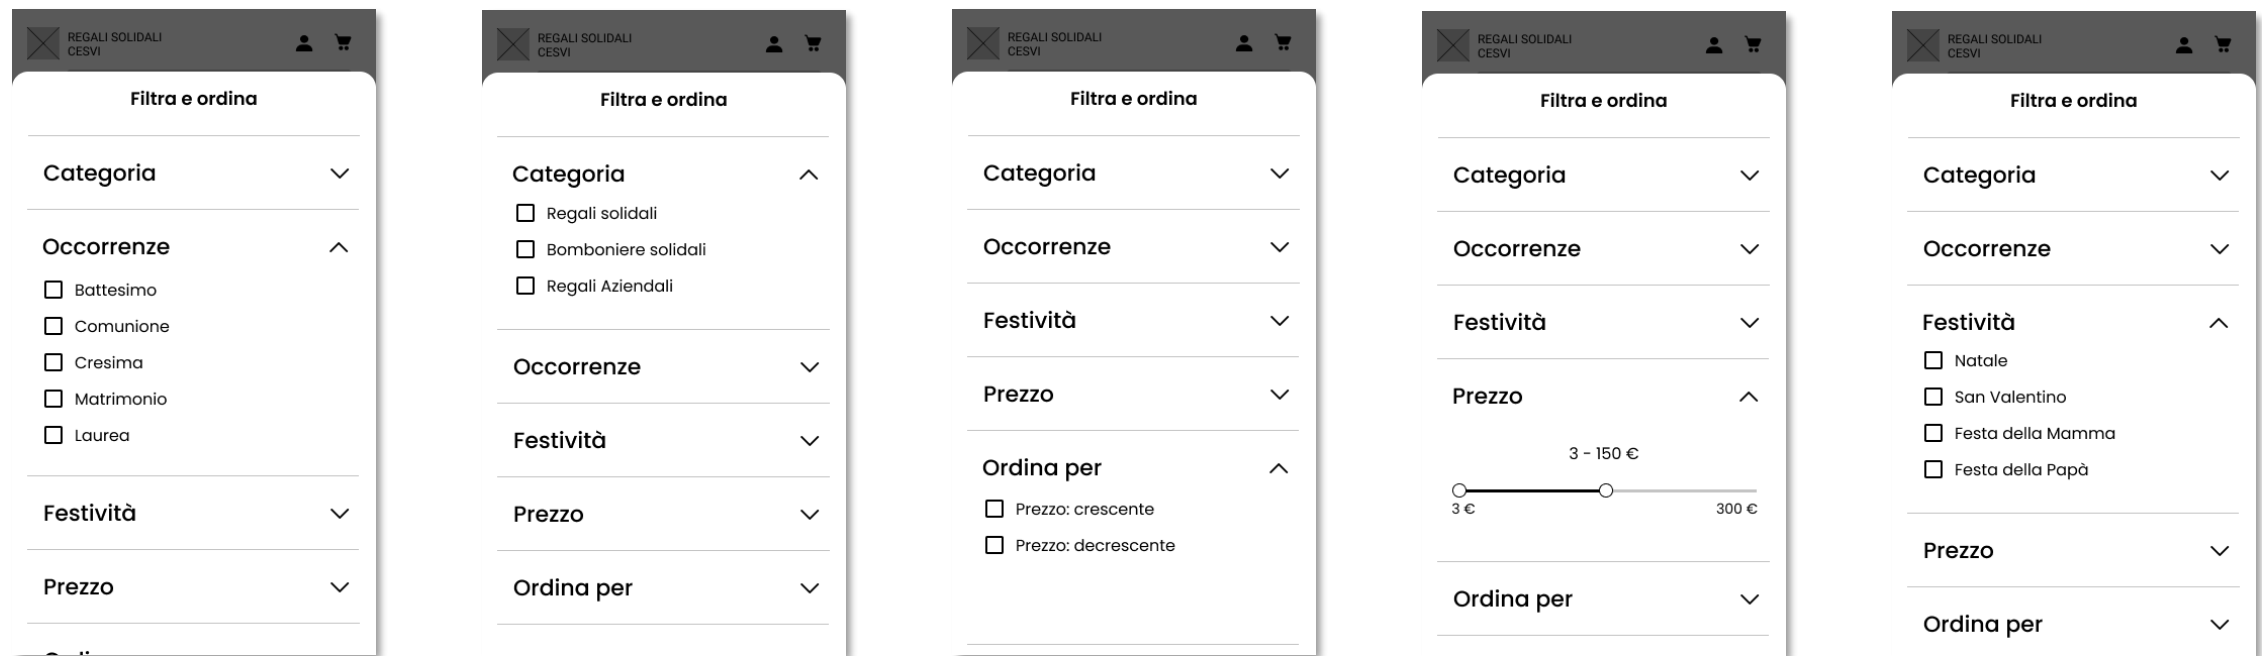 REGALI SOLIDALI
CESVI
Filtra e ordina
Categoria
Occorrenze
Battesimo
Comunione
Cresima
Matrimonio
Laurea
Festività
Prezzo
REGALI SOLIDALI
CESVI
Filtra e ordina
Categoria
Regali solidali
Bomboniere solidali
Regali Aziendali
Occorrenze
Festività
Prezzo
Ordina per
REGALI SOLIDALI
CESVI
Filtra e ordina
Categoria
Occorrenze
Festività
Prezzo
Ordina per
Prezzo: crescente
Prezzo: decrescente
REGALI SOLIDALI
CESVI
Filtra e ordina
Categoria
Occorrenze
Festività
Prezzo
3 - 150 €
3 € 300 €
Ordina per
REGALI SOLIDALI
CESVI
Filtra e ordina
Categoria
Occorrenze
Festività
Natale
San Valentino
Festa della Mamma
Festa della Papà
Prezzo
Ordina per